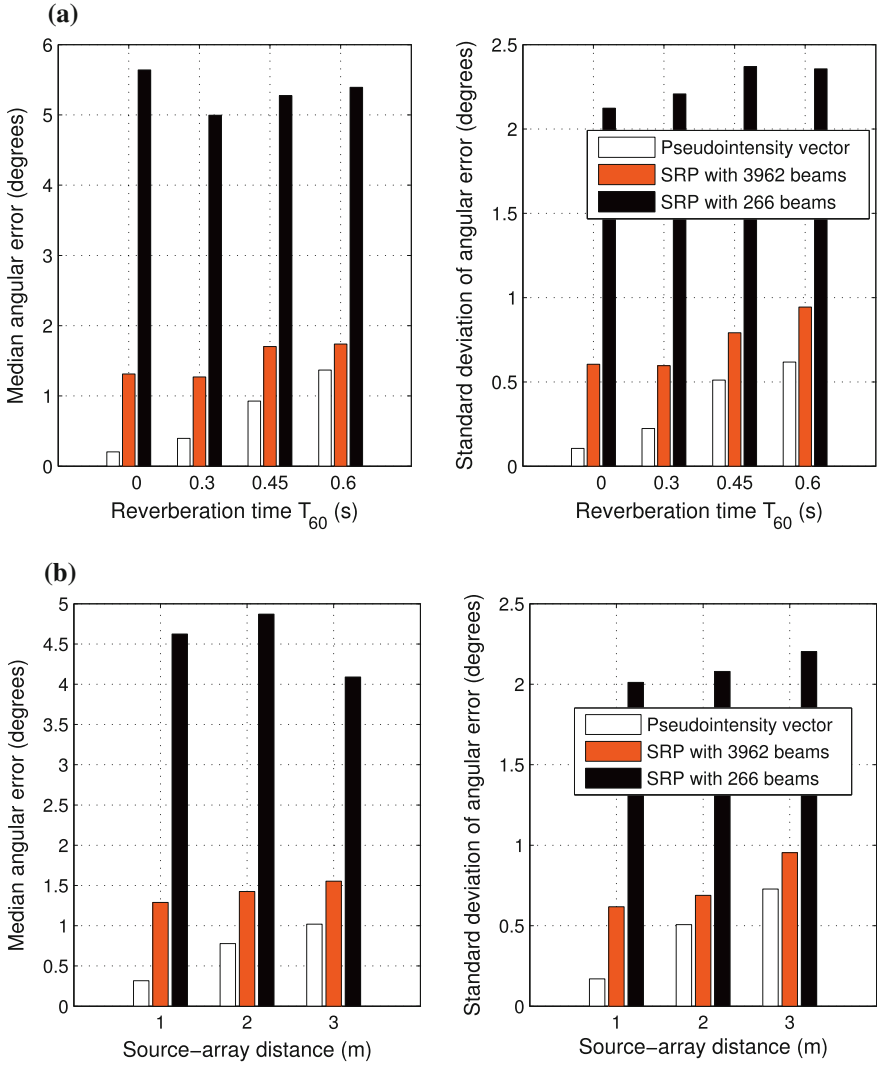 (a)
Median angular error (degrees)
6
5
4
3
2
1
0
0 0.3 0.45 0.6
Reverberation time T60 (s)
Standard deviation of angular error (degrees)
2.5
2
1.5
1
0.5
0
Pseudointensity vector
SRP with 3962 beams
SRP with 266 beams
0 0.3 0.45 0.6
Reverberation time T60 (s)
(b)
Median angular error (degrees)
5
4.5
4
3.5
3
2.5
2
1.5
1
0.5
0
1 2 3
Source−array distance (m)
Standard deviation of angular error (degrees)
2.5
2
1.5
1
0.5
0
Pseudointensity vector
SRP with 3962 beams
SRP with 266 beams
1 2 3
Source−array distance (m)